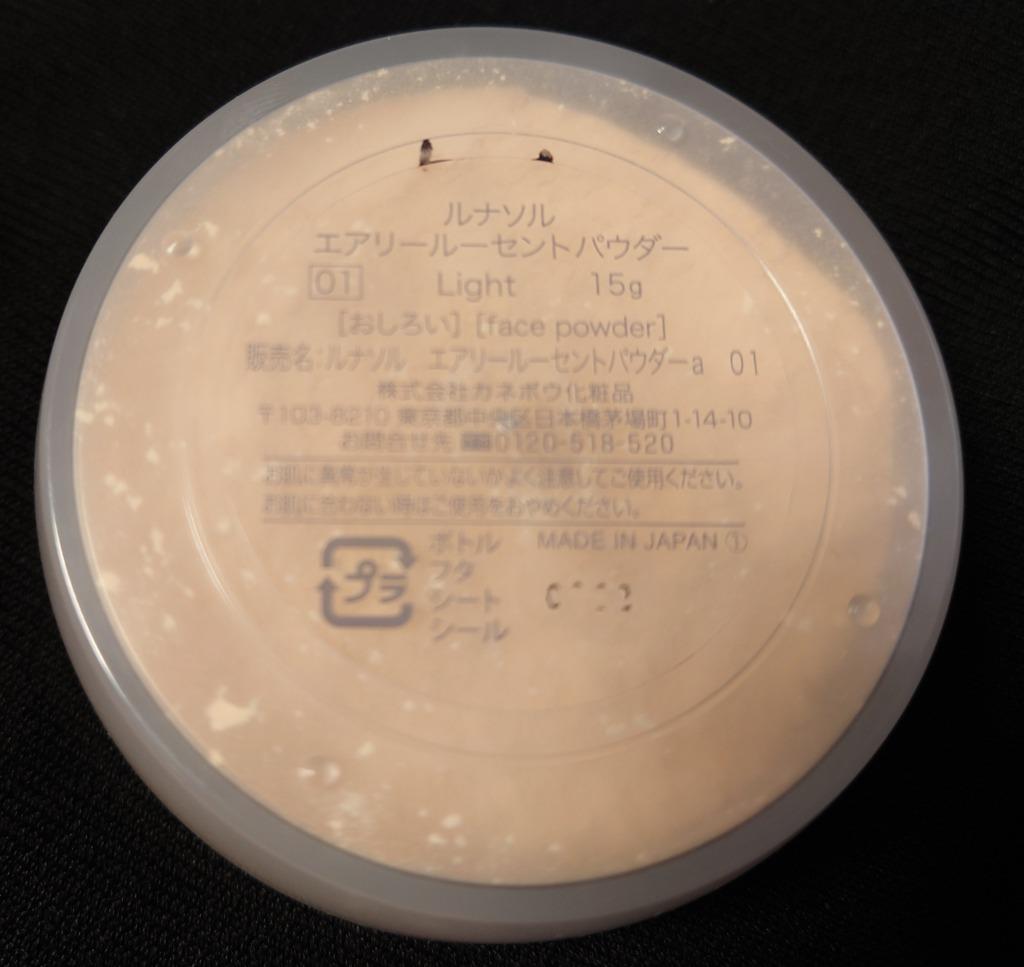 ルナソル
エアリールーセントパウダー
01 Light 15g
[おしろい] [face powder]
販売名:ルナソル エアリールーセントパウダーa 01
株式会社カネボウ化粧品
〒103-8210 東京都中央区日本橋茅場町1-14-10
お問合せ先 0120-518-520
お肌に異常が生じていないかよく注意してご使用ください。
お肌に合わない時はご使用をおやめください。
プラ
ボトル MADE IN JAPAN ①
フタ
シート
シール